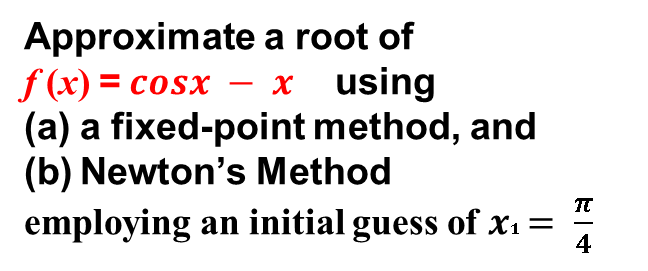 Approximate a root of
f(x) = cosx − x using
(a) a fixed-point method, and
(b) Newton's Method
employing an initial guess of x₁ = π/4